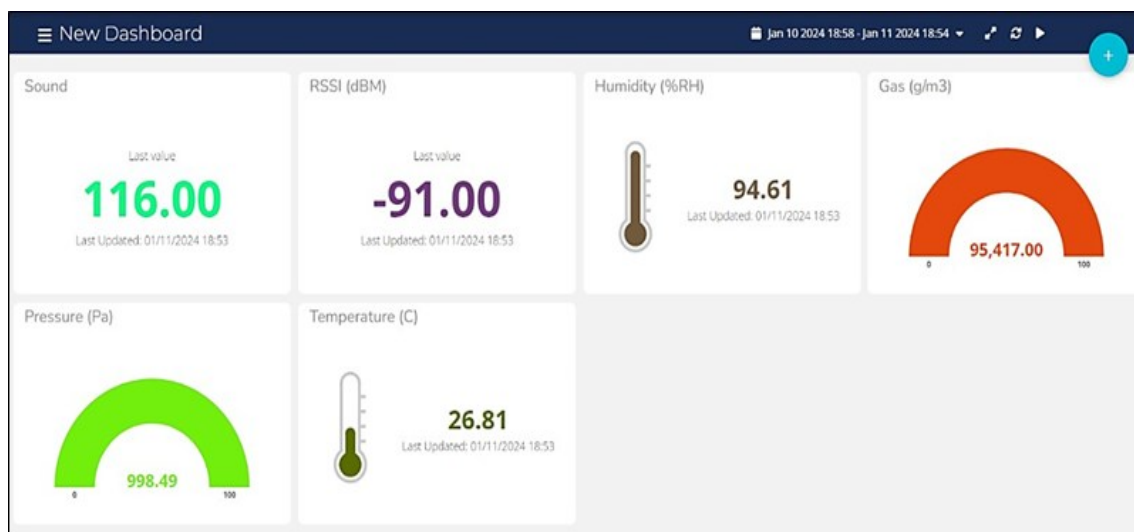 New Dashboard
Jan 10 2024 18:58 - Jan 11 2024 18:54
Sound
Last value
116.00
Last Updated: 01/11/2024 18:53
RSSI (dBM)
Last value
-91.00
Last Updated: 01/11/2024 18:53
Humidity (%RH)
94.61
Last Updated: 01/11/2024 18:53
Gas (g/m3)
95,417.00
0
100
Pressure (Pa)
998.49
0
100
Temperature (C)
26.81
Last Updated: 01/11/2024 18:53